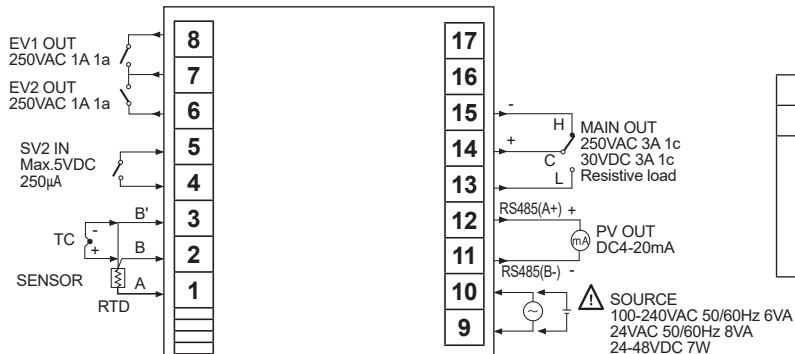 EV1 OUT
250VAC 1A 1a
EV2 OUT
250VAC 1A 1a
SV2 IN
Max.5VDC
250µA
TC
-
+
SENSOR
RTD
B'
B
A
8
7
6
5
4
3
2
1
17
16
15
14
13
12
11
10
9
-
+
H
C
L
MAIN OUT
250VAC 3A 1c
30VDC 3A 1c
Resistive load
RS485(A+) +
mA
PV OUT
DC4-20mA
RS485(B-) -
SOURCE
100-240VAC 50/60Hz 6VA
24VAC 50/60Hz 8VA
24-48VDC 7W